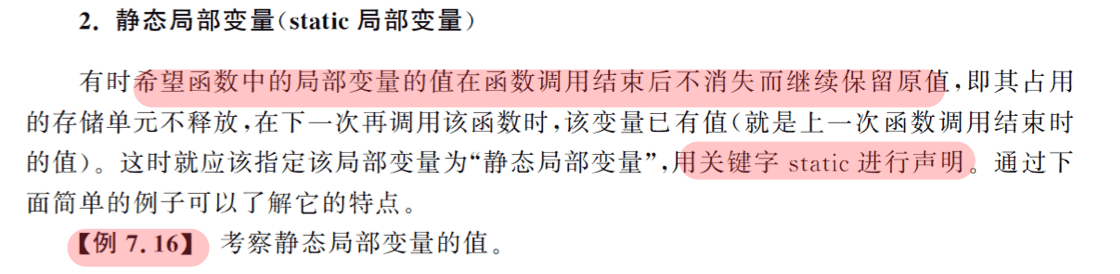 2. 静态局部变量(static 局部变量)
有时希望函数中的局部变量的值在函数调用结束后不消失而继续保留原值,即其占用
的存储单元不释放,在下一次再调用该函数时,该变量已有值(就是上一次函数调用结束时
的值)。这时就应该指定该局部变量为“静态局部变量”,用关键字 static 进行声明。通过下
面简单的例子可以了解它的特点。
【例 7.16】 考察静态局部变量的值。